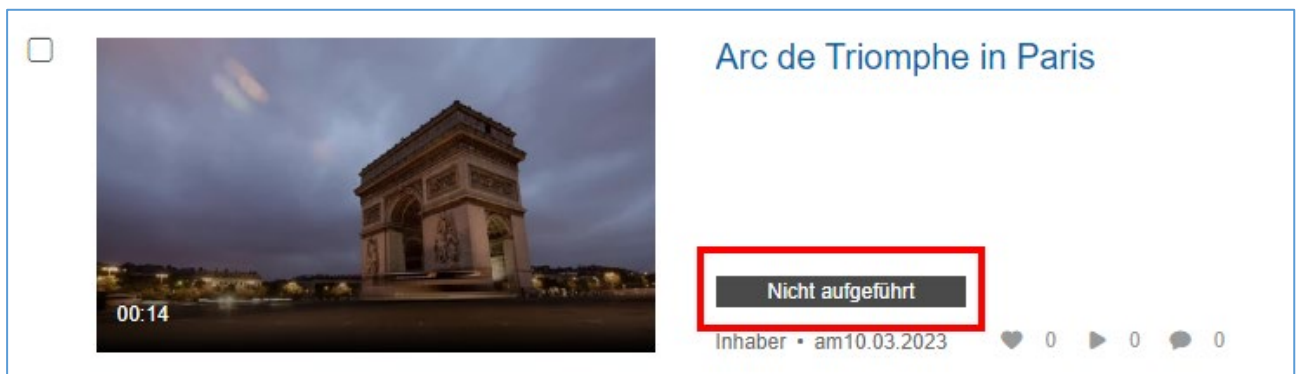 Arc de Triomphe in Paris
Nicht aufgeführt
00:14
Inhaber • am10.03.2023 0 0 0